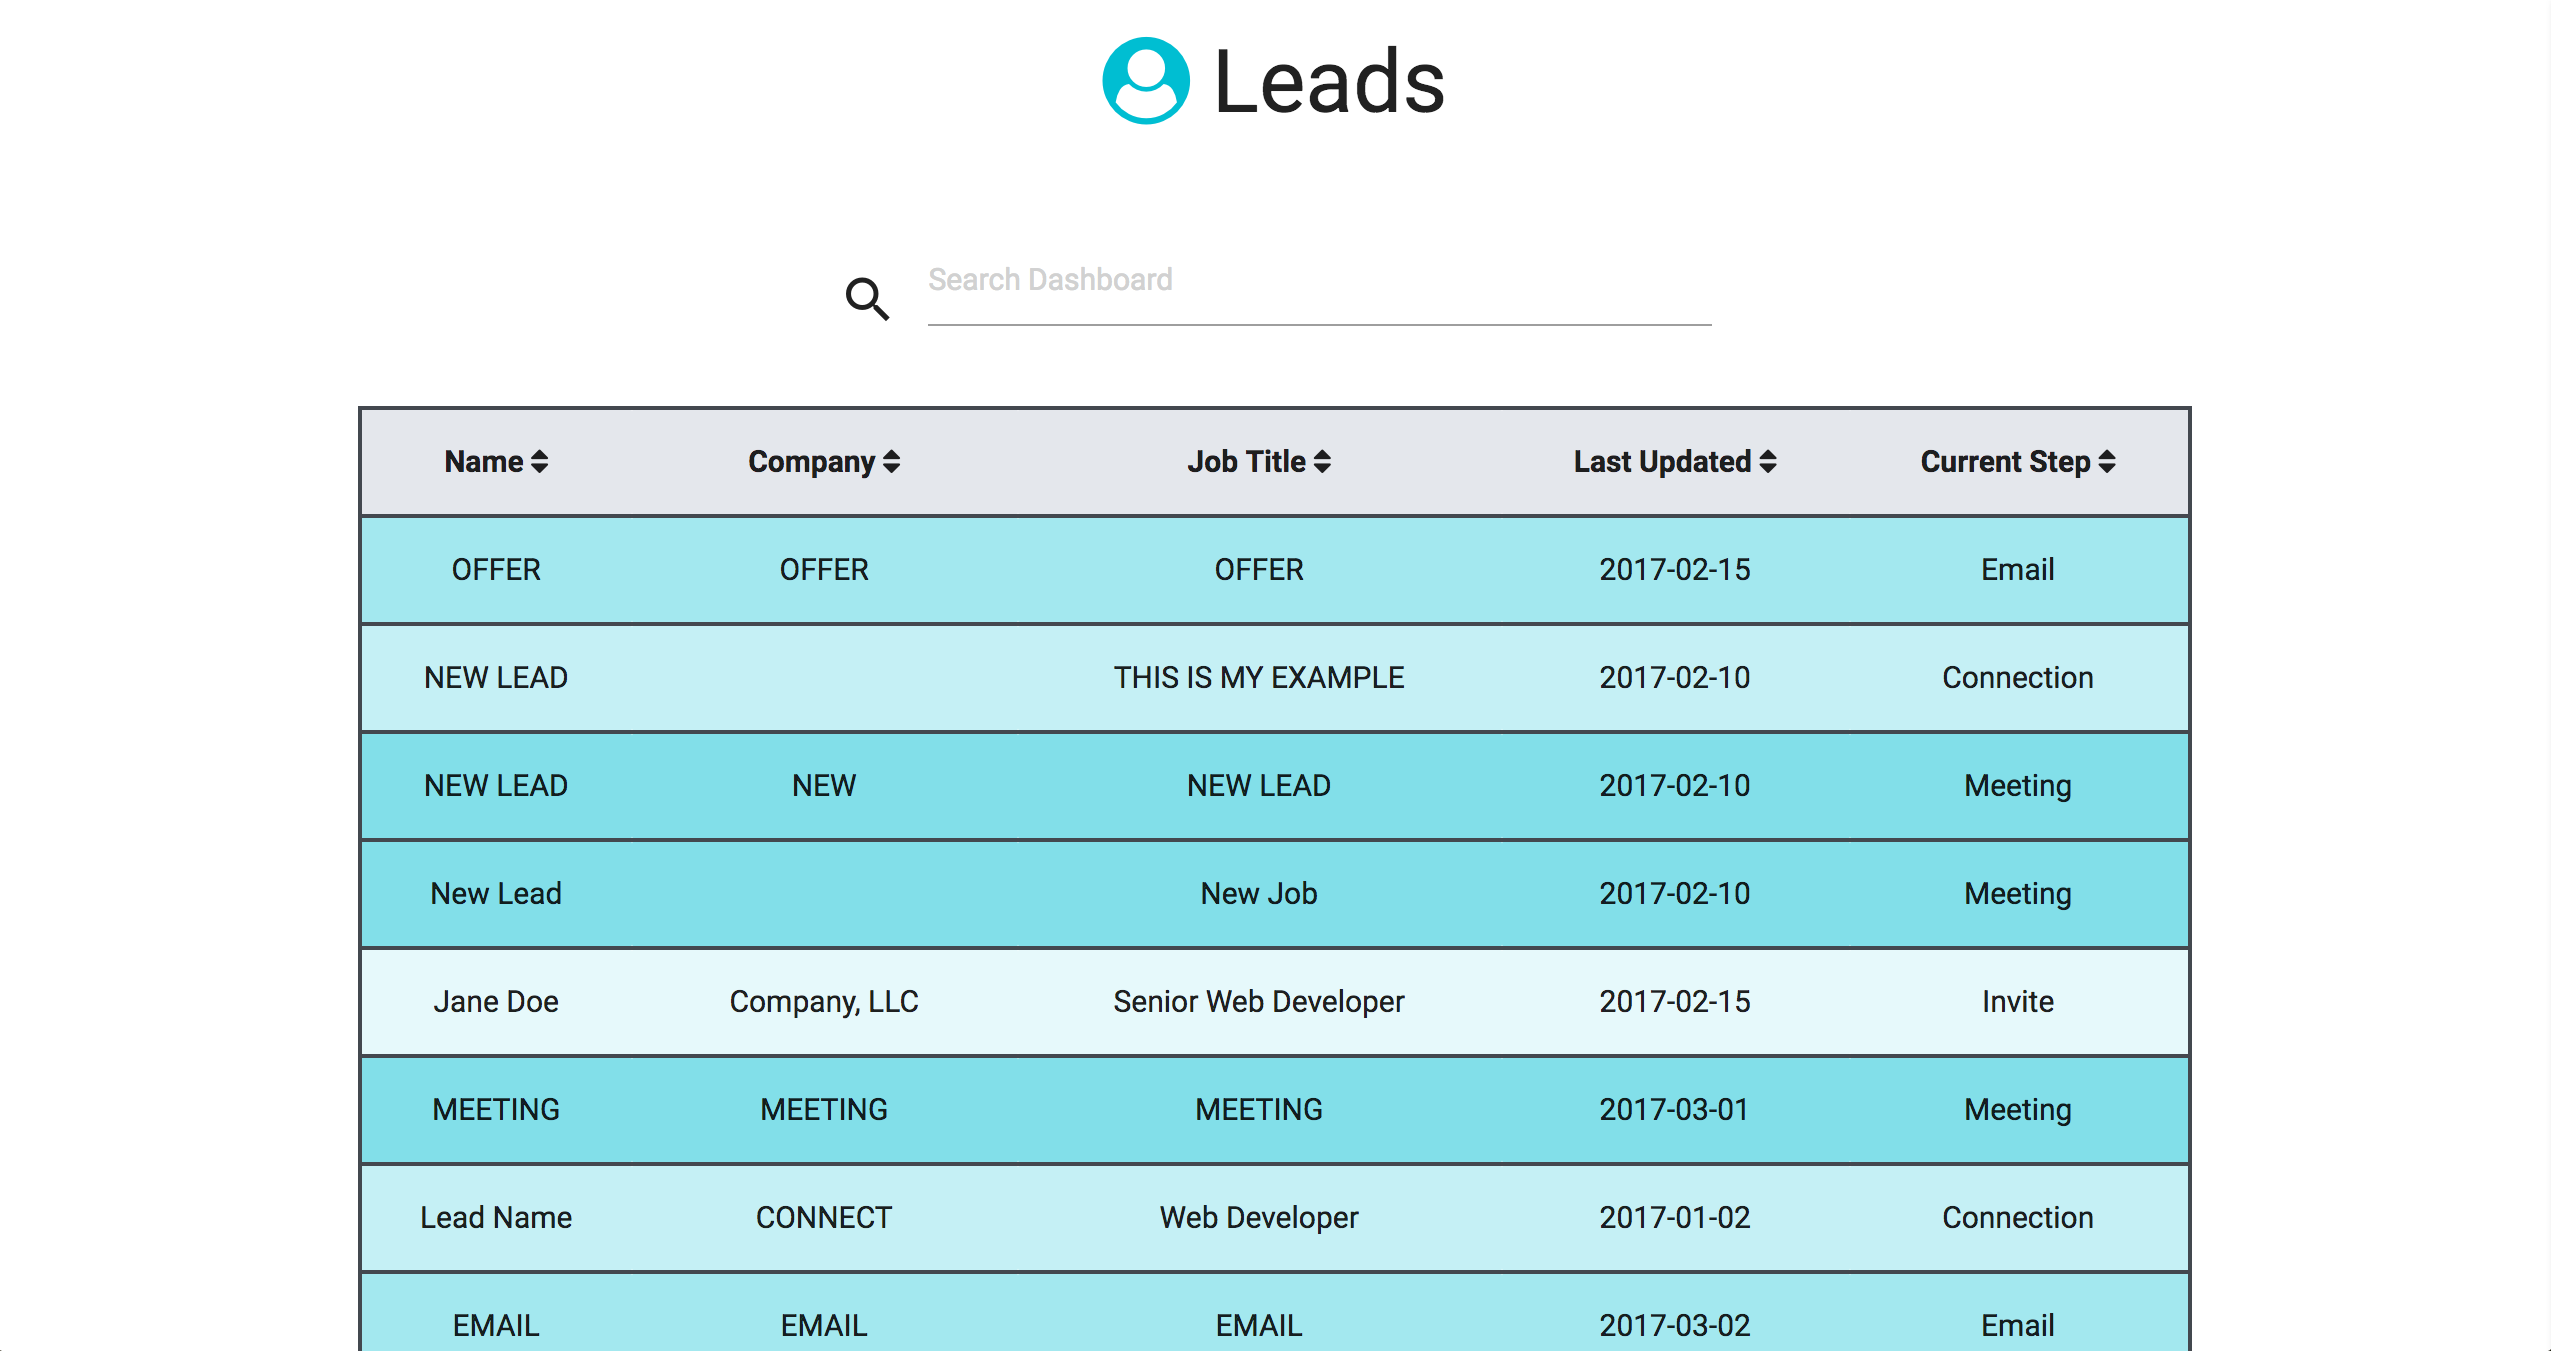 Leads
Search Dashboard
Name Company Job Title Last Updated Current Step
OFFER OFFER OFFER 2017-02-15 Email
NEW LEAD THIS IS MY EXAMPLE 2017-02-10 Connection
NEW LEAD NEW NEW LEAD 2017-02-10 Meeting
New Lead New Job 2017-02-10 Meeting
Jane Doe Company, LLC Senior Web Developer 2017-02-15 Invite
MEETING MEETING MEETING 2017-03-01 Meeting
Lead Name CONNECT Web Developer 2017-01-02 Connection
EMAIL EMAIL EMAIL 2017-03-02 Email